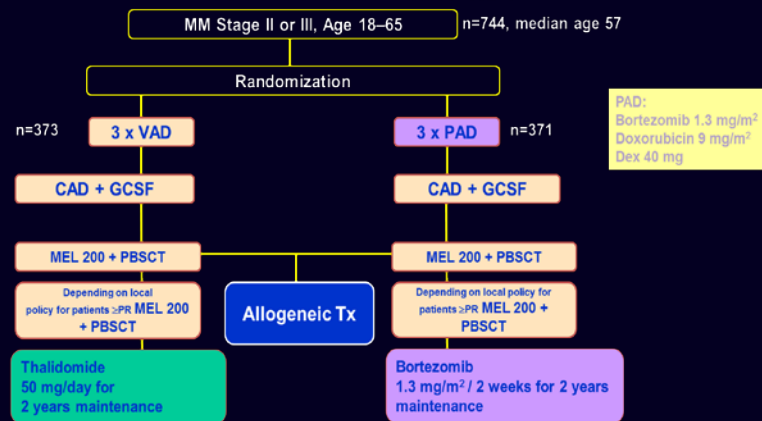 MM Stage II or III, Age 18–65
n=744, median age 57
Randomization
n=373
3 x VAD
3 x PAD
n=371
PAD:
Bortezomib 1.3 mg/m²
Doxorubicin 9 mg/m²
Dex 40 mg
CAD + GCSF
CAD + GCSF
MEL 200 + PBSCT
MEL 200 + PBSCT
Depending on local
policy for patients ≥PR MEL 200
+ PBSCT
Allogeneic Tx
Depending on local policy for
patients ≥PR MEL 200 +
PBSCT
Thalidomide
50 mg/day for
2 years maintenance
Bortezomib
1.3 mg/m² / 2 weeks for 2 years
maintenance